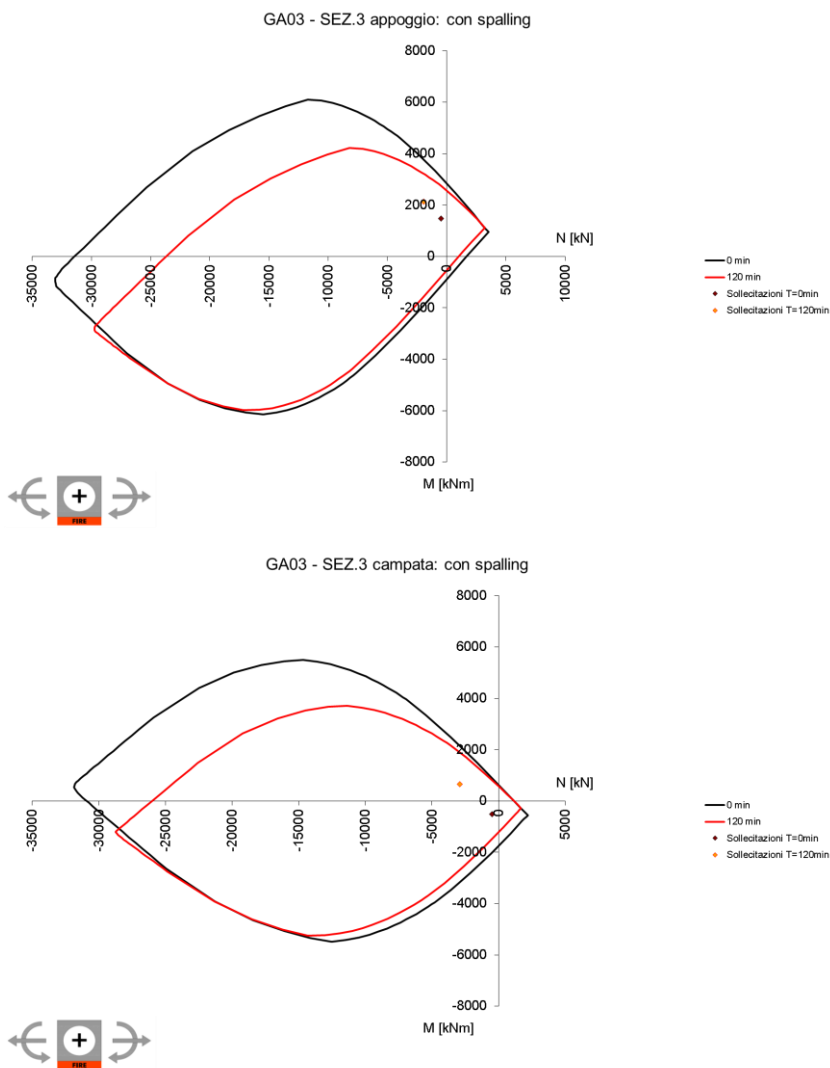 GA03 - SEZ.3 appoggio: con spalling
8000
6000
4000
2000
0
-2000
-4000
-6000
-8000
-35000
-30000
-25000
-20000
-15000
-10000
-5000
0
5000
10000
N [kN]
M [kNm]
0 min
120 min
Sollecitazioni T=0min
Sollecitazioni T=120min
+
FIRE
GA03 - SEZ.3 campata: con spalling
8000
6000
4000
2000
0
-2000
-4000
-6000
-8000
-35000
-30000
-25000
-20000
-15000
-10000
-5000
0
5000
N [kN]
M [kNm]
0 min
120 min
Sollecitazioni T=0min
Sollecitazioni T=120min
+
FIRE